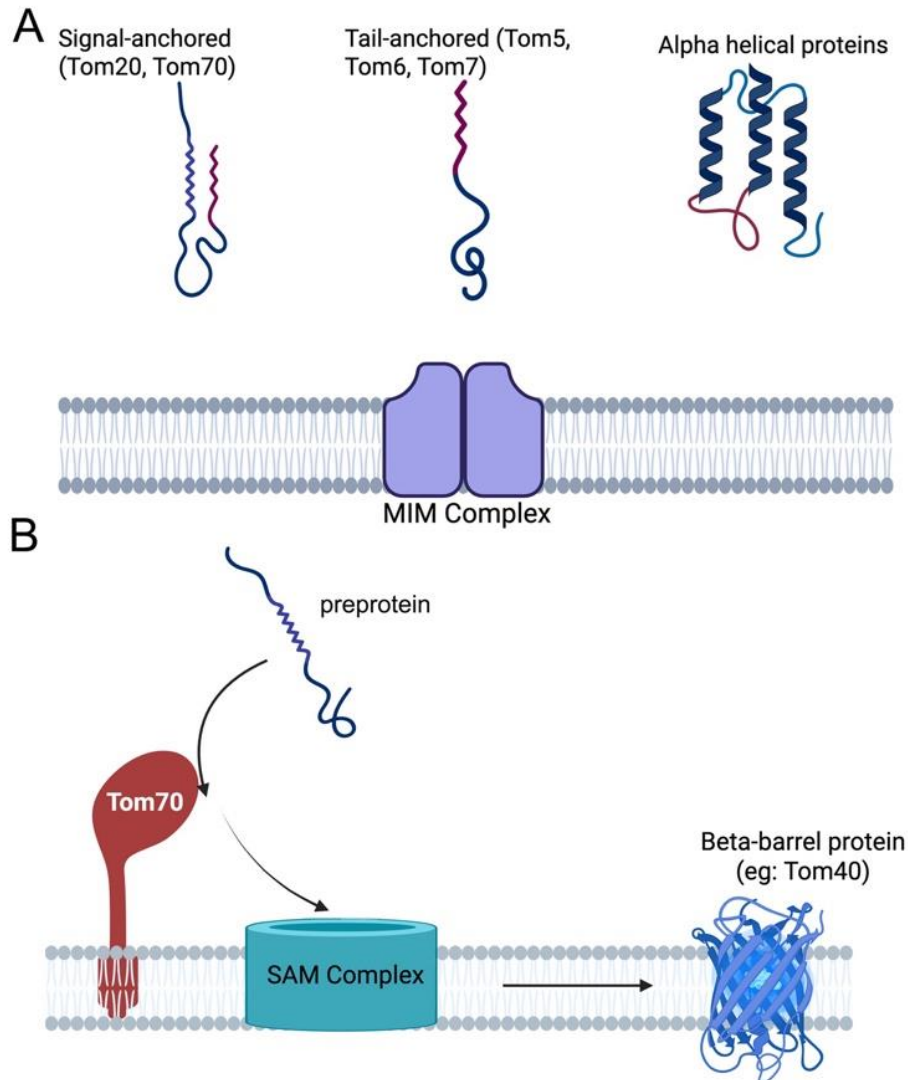 A
Signal-anchored
(Tom20, Tom70)
Tail-anchored (Tom5,
Tom6, Tom7)
Alpha helical proteins
MIM Complex
B
preprotein
Tom70
SAM Complex
Beta-barrel protein
(eg: Tom40)